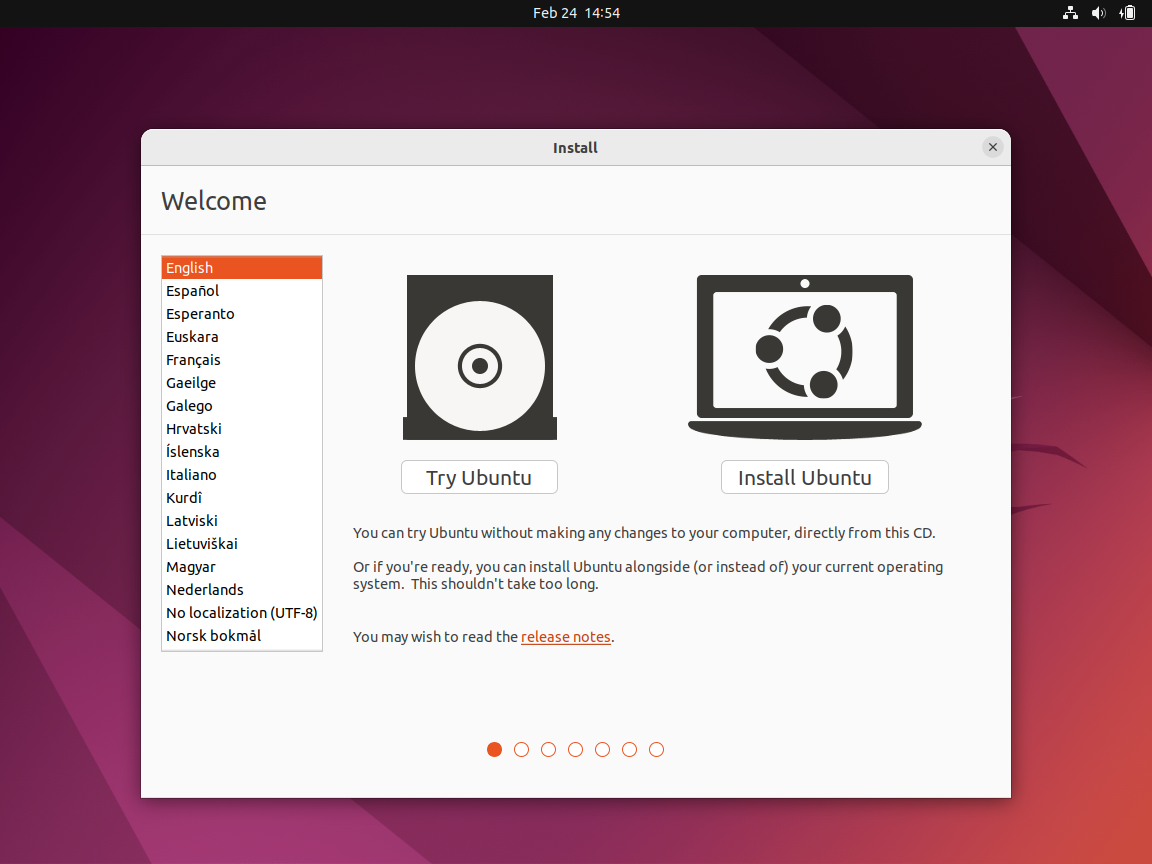 Feb 24 14:54
Install
Welcome
English
Español
Esperanto
Euskara
Français
Gaeilge
Galego
Hrvatski
Íslenska
Italiano
Kurdî
Latviski
Lietuviškai
Magyar
Nederlands
No localization (UTF-8)
Norsk bokmål
Try Ubuntu
Install Ubuntu
You can try Ubuntu without making any changes to your computer, directly from this CD.
Or if you're ready, you can install Ubuntu alongside (or instead of) your current operating
system. This shouldn't take too long.
You may wish to read the release notes.